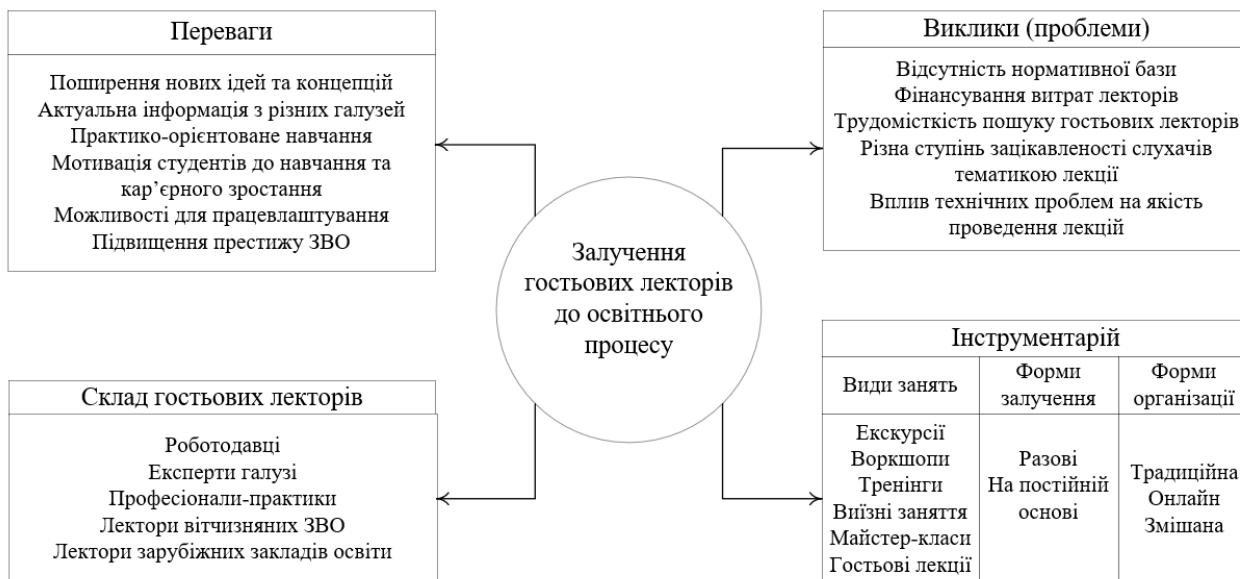 Переваги
Поширення нових ідей та концепцій
Актуальна інформація з різних галузей
Практико-орієнтоване навчання
Мотивація студентів до навчання та
кар’єрного зростання
Можливості для працевлаштування
Підвищення престижу ЗВО
Виклики (проблеми)
Відсутність нормативної бази
Фінансування витрат лекторів
Трудомісткість пошуку гостьових лекторів
Різна ступінь зацікавленості слухачів
тематикою лекції
Вплив технічних проблем на якість
проведення лекцій
Залучення
гостьових лекторів
до освітнього
процесу
Склад гостьових лекторів
Роботодавці
Експерти галузі
Професіонали-практики
Лектори вітчизняних ЗВО
Лектори зарубіжних закладів освіти
Інструментарій
Види занять
Екскурсії
Воркшопи
Тренінги
Виїзні заняття
Майстер-класи
Гостьові лекції
Форми
залучення
Разові
На постійній
основі
Форми
організації
Традиційна
Онлайн
Змішана